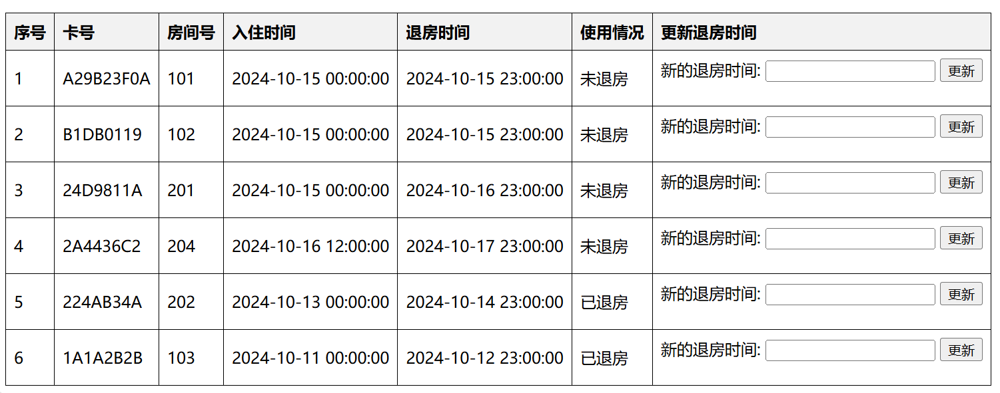 序号 卡号 房间号 入住时间 退房时间 使用情况 更新退房时间
1 A29B23F0A 101 2024-10-15 00:00:00 2024-10-15 23:00:00 未退房 新的退房时间: 更新
2 B1DB0119 102 2024-10-15 00:00:00 2024-10-15 23:00:00 未退房 新的退房时间: 更新
3 24D9811A 201 2024-10-15 00:00:00 2024-10-16 23:00:00 未退房 新的退房时间: 更新
4 2A4436C2 204 2024-10-16 12:00:00 2024-10-17 23:00:00 未退房 新的退房时间: 更新
5 224AB34A 202 2024-10-13 00:00:00 2024-10-14 23:00:00 已退房 新的退房时间: 更新
6 1A1A2B2B 103 2024-10-11 00:00:00 2024-10-12 23:00:00 已退房 新的退房时间: 更新